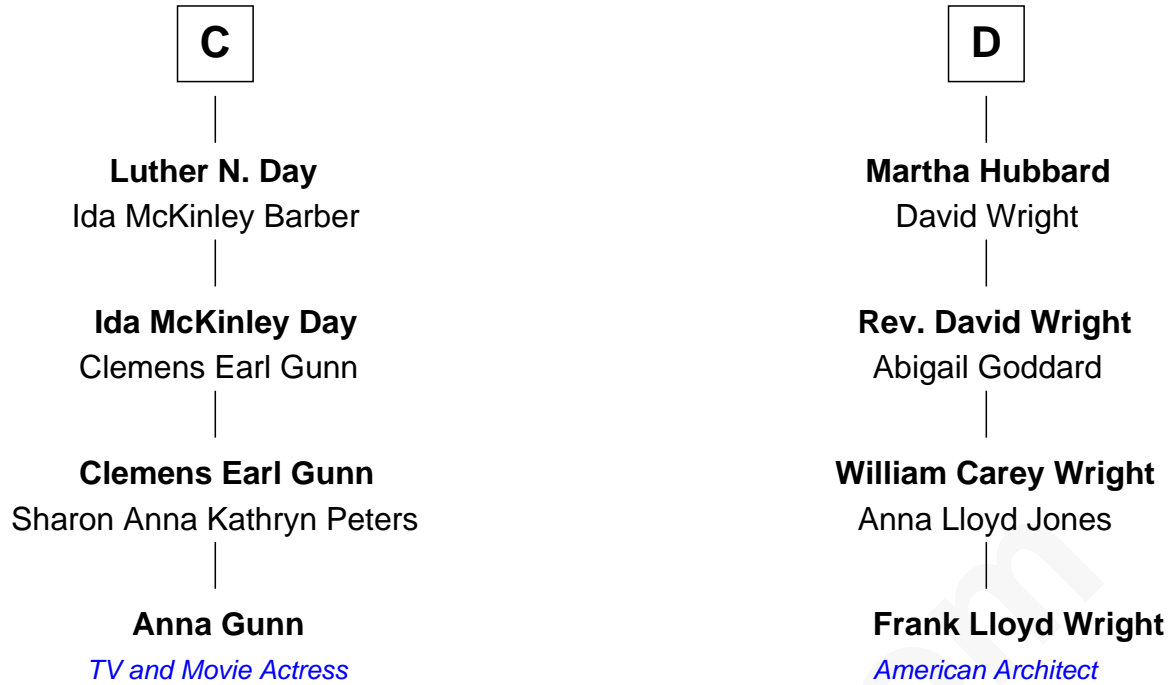 C
Luther N. Day
Ida McKinley Barber
Ida McKinley Day
Clemens Earl Gunn
Clemens Earl Gunn
Sharon Anna Kathryn Peters
Anna Gunn
TV and Movie Actress
D
Martha Hubbard
David Wright
Rev. David Wright
Abigail Goddard
William Carey Wright
Anna Lloyd Jones
Frank Lloyd Wright
American Architect